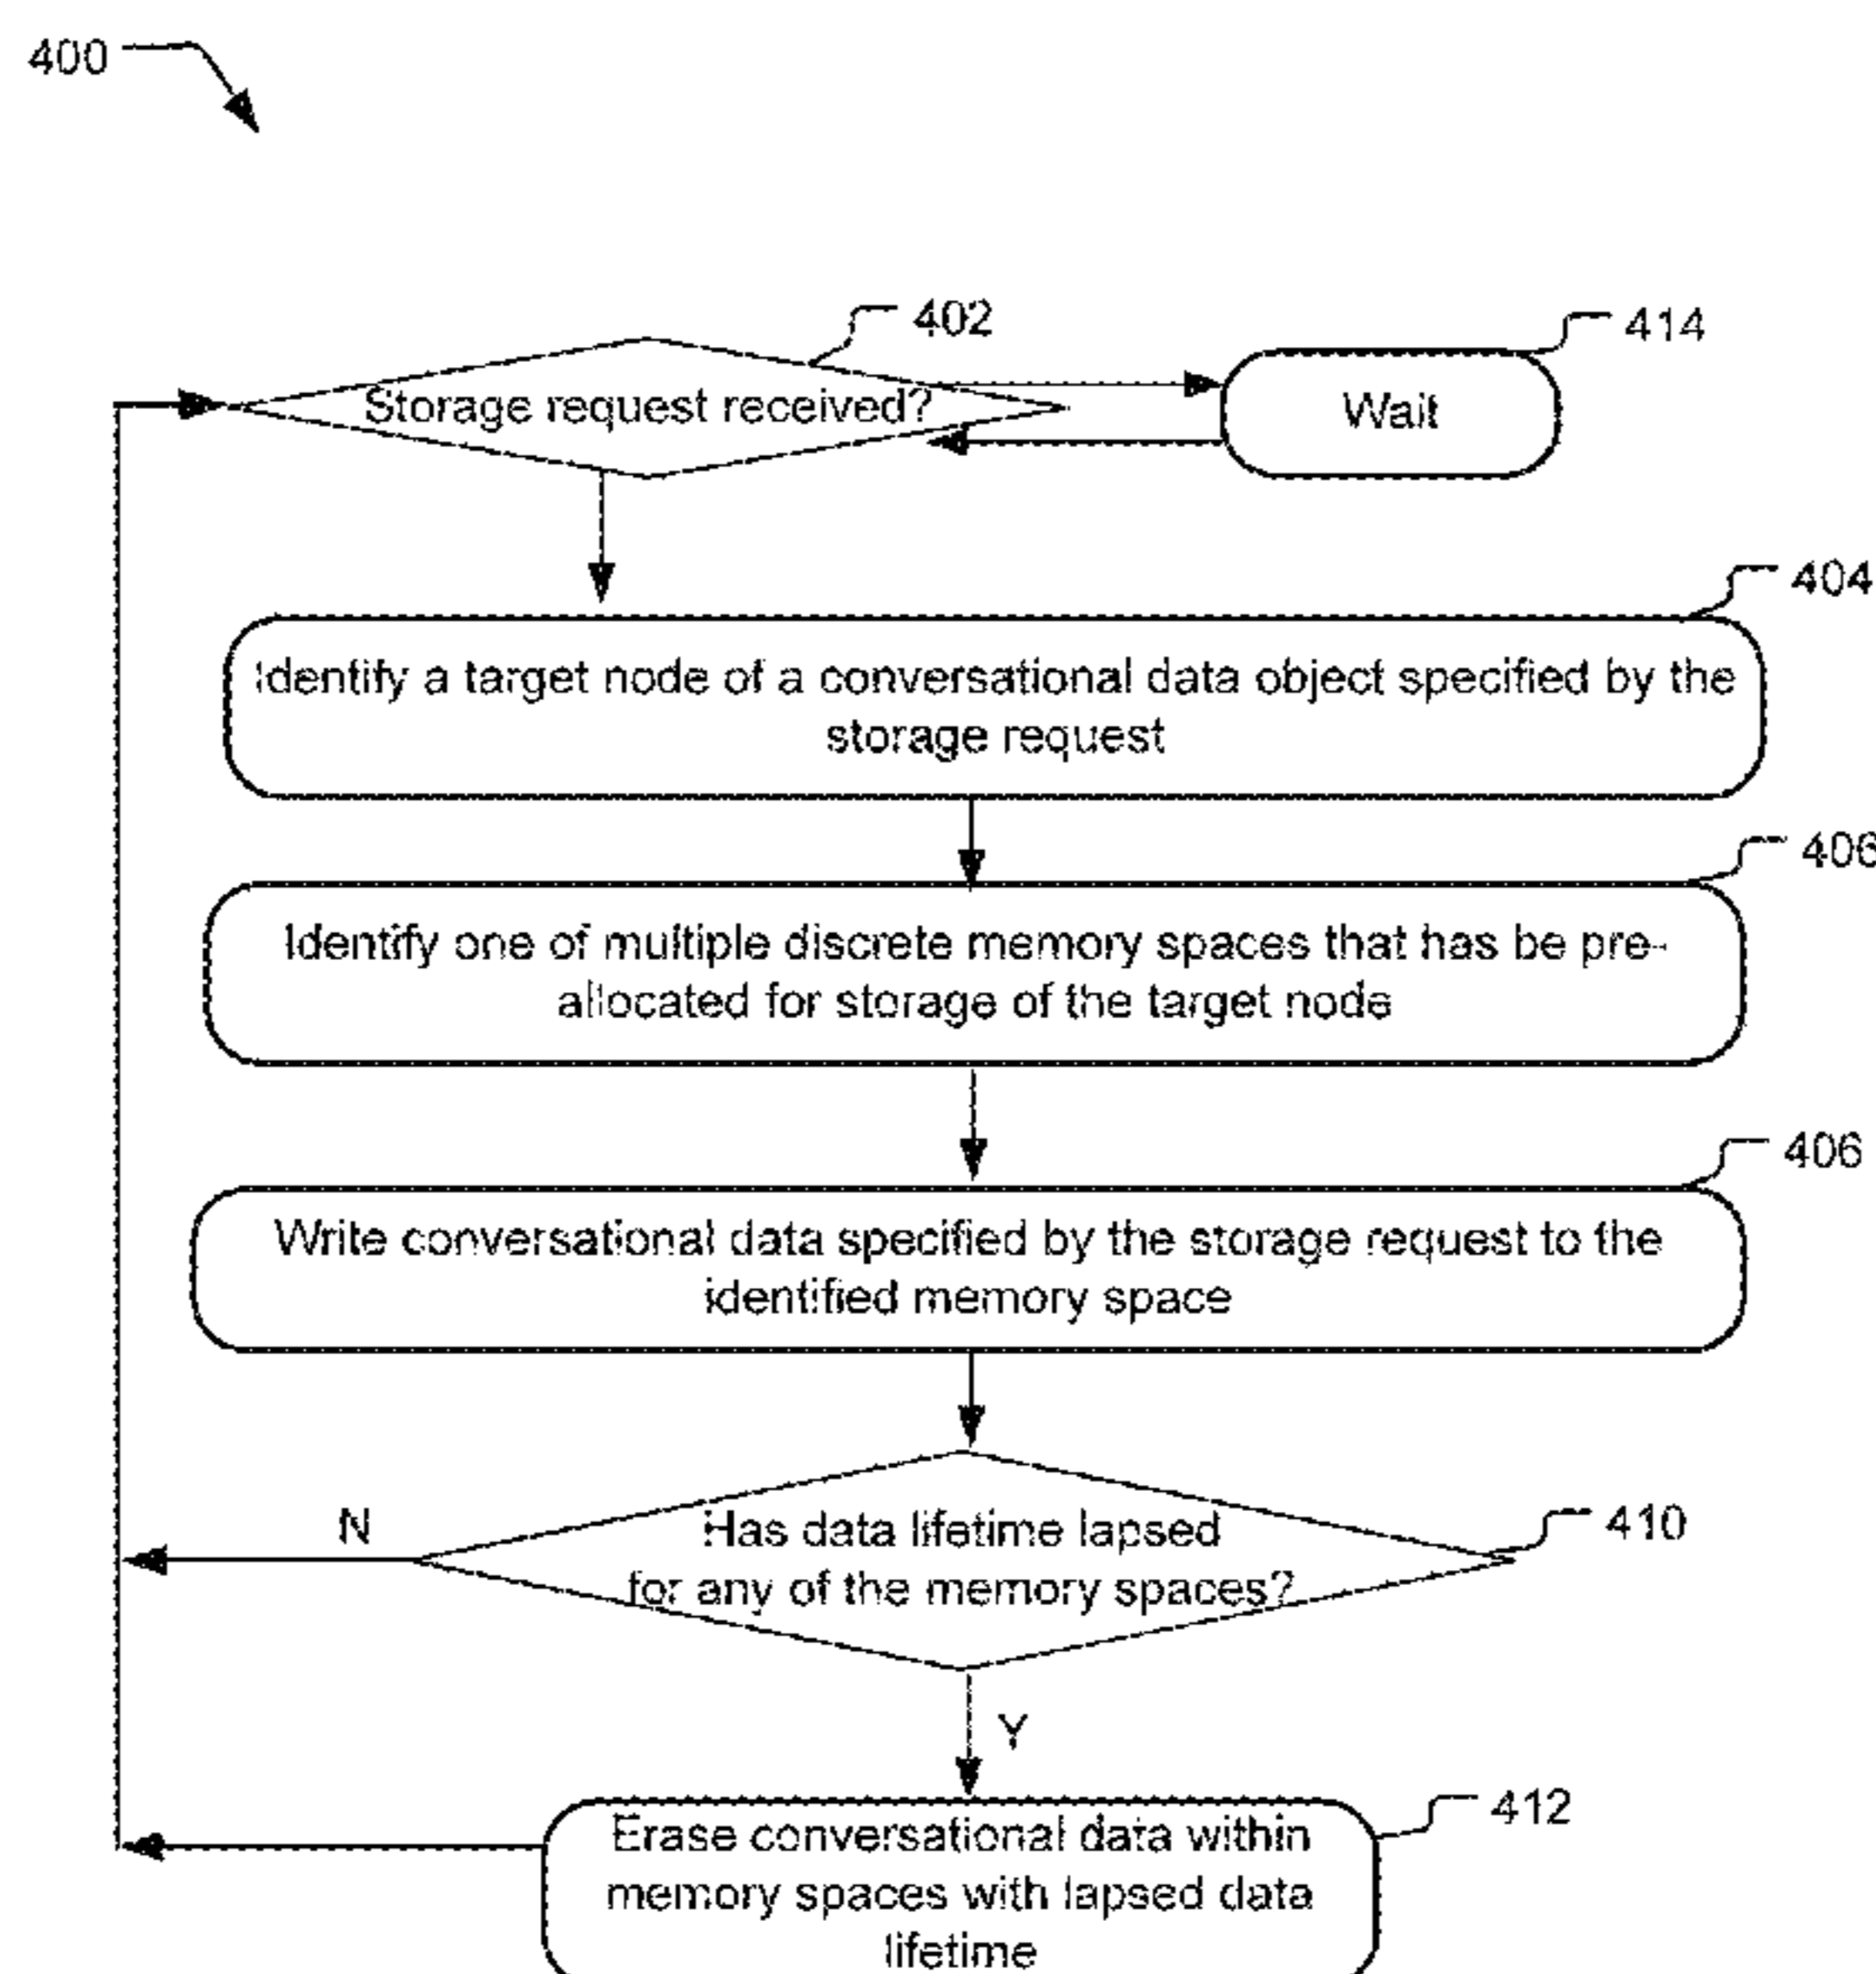 400
402
414
Storage request received?
Wait
404
Identify a target node of a conversational data object specified by the
storage request
406
Identify one of multiple discrete memory spaces that has be pre-
allocated for storage of the target node
406
Write conversational data specified by the storage request to the
identified memory space
N
Has data lifetime lapsed
for any of the memory spaces?
410
Y
412
Erase conversational data within
memory spaces with lapsed data
lifetime